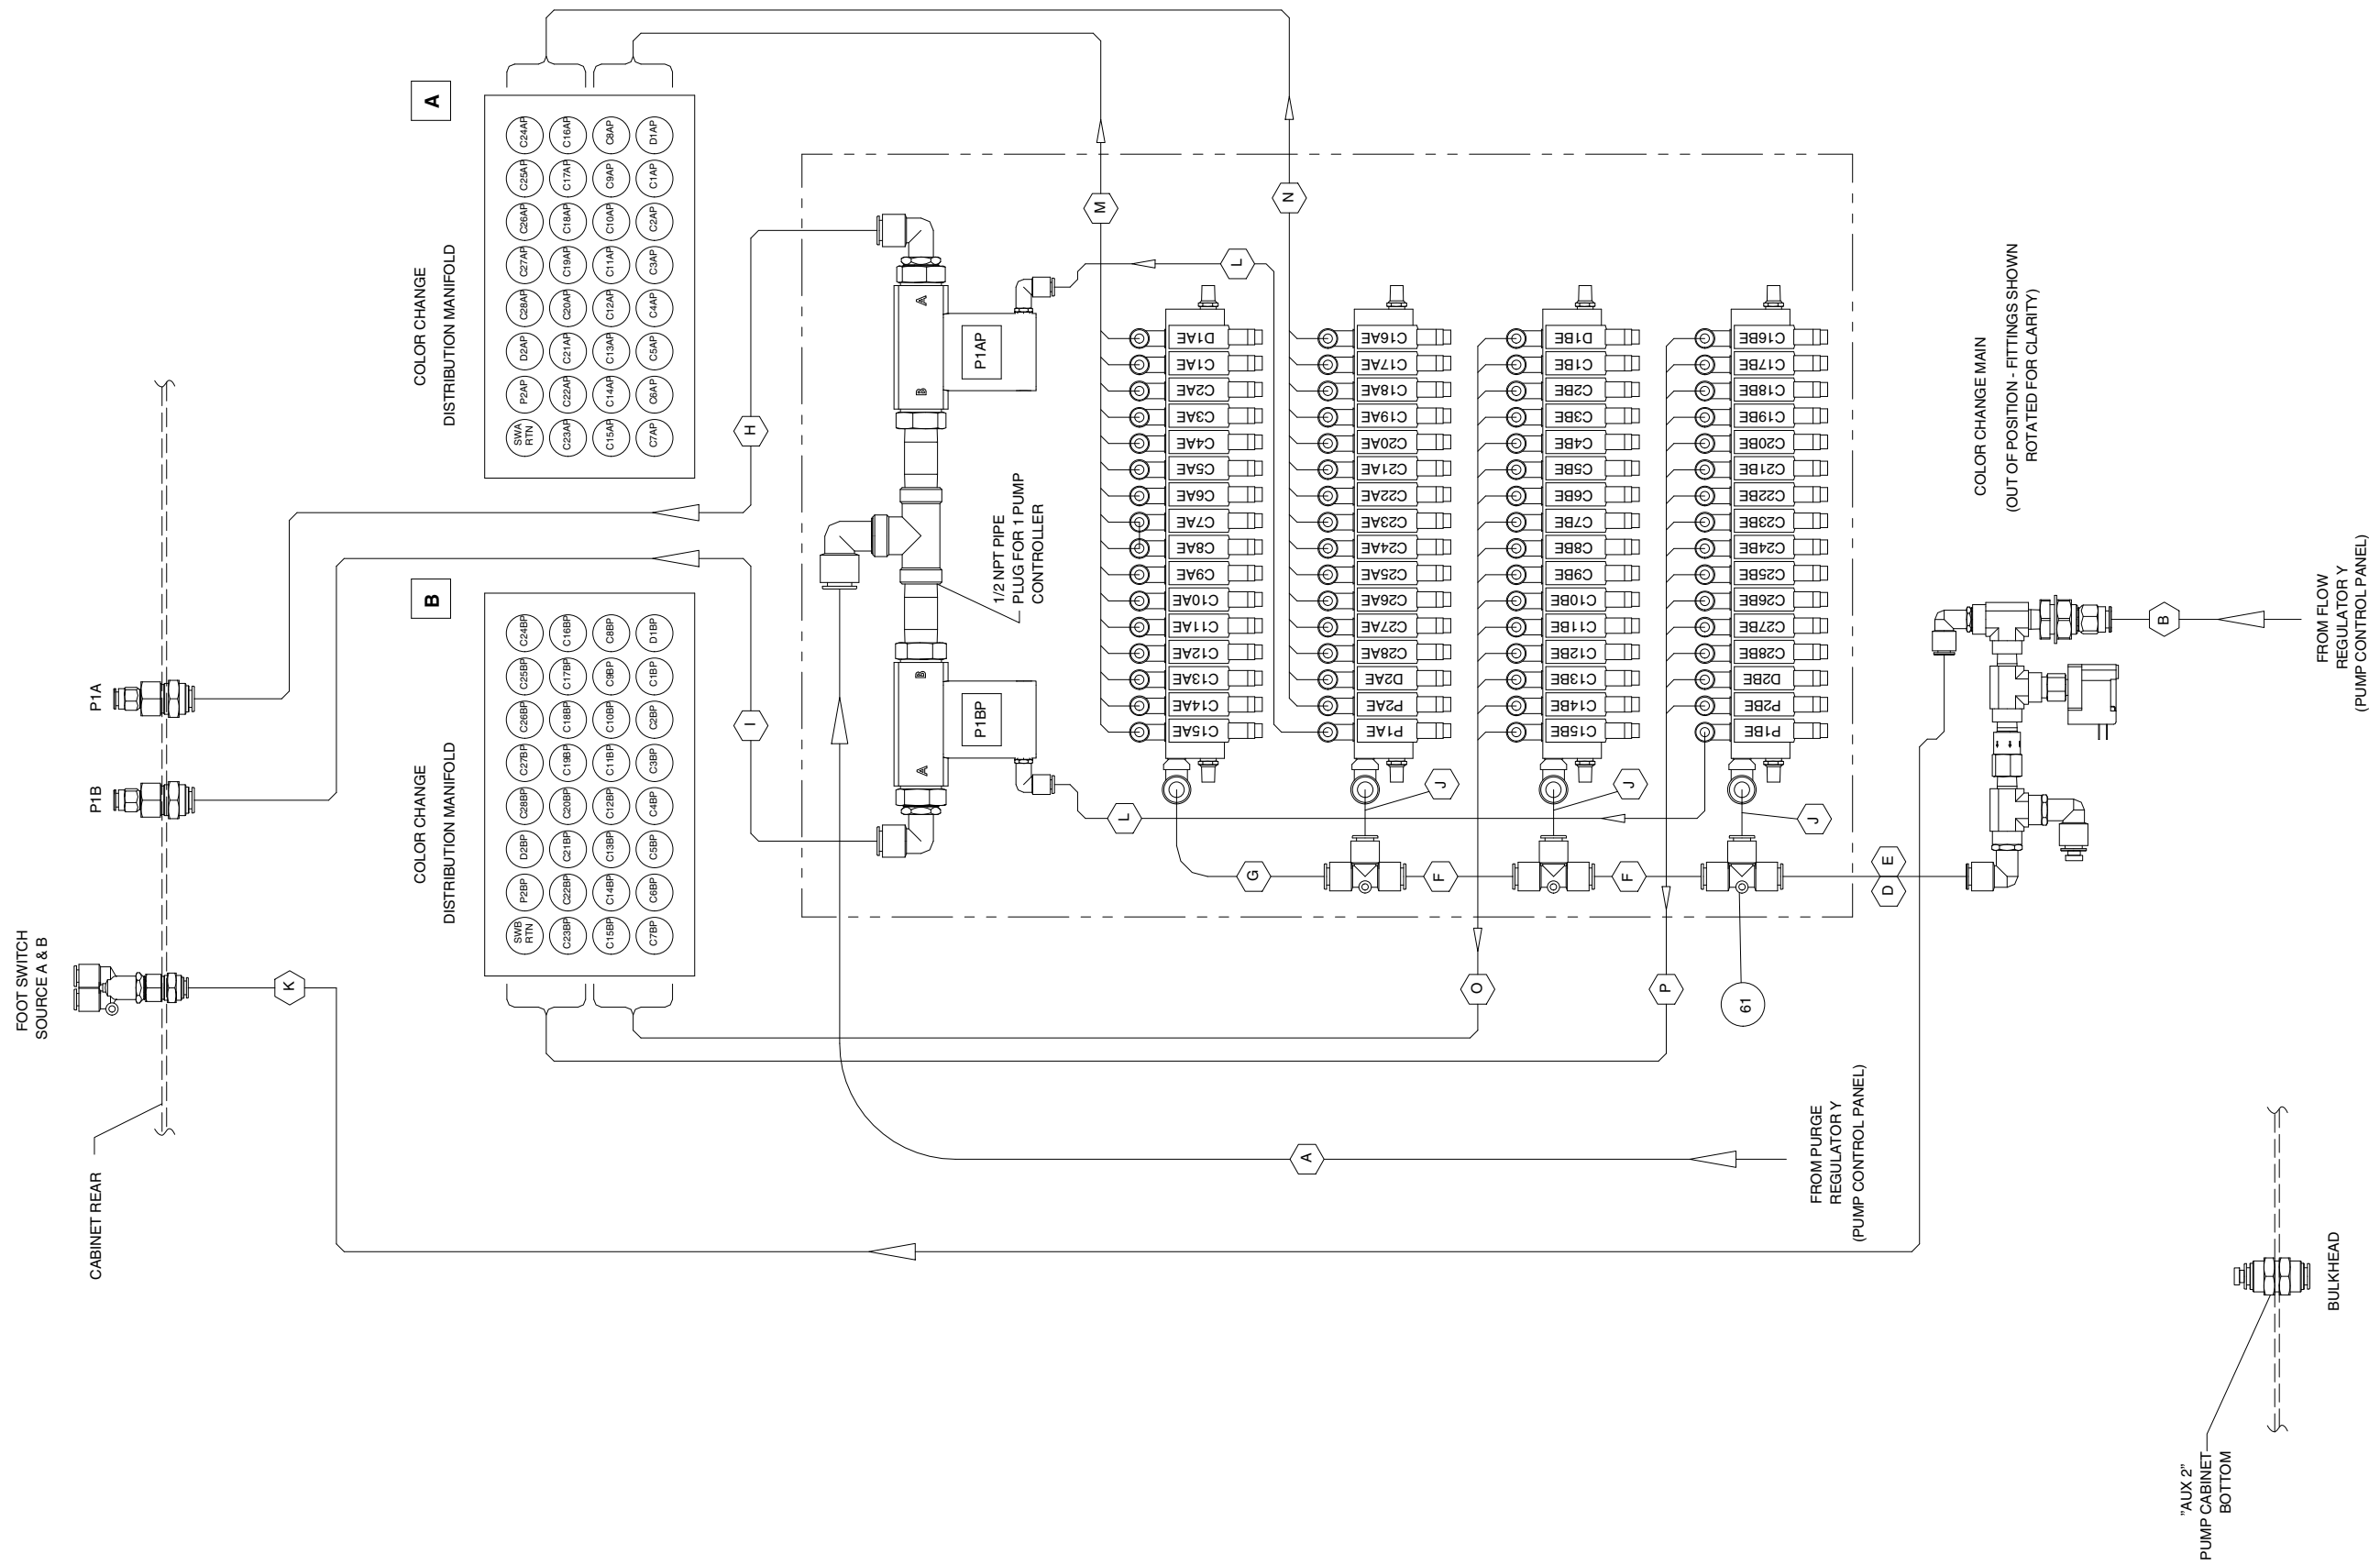 FOOT SWITCH
SOURCE A & B
P1B
P1A
CABINET REAR
B
COLOR CHANGE
DISTRIBUTION MANIFOLD
SWB RTN
P2BP
D2BP
C28BP
C27BP
C26BP
C25BP
C24BP
C23BP
C22BP
C21BP
C20BP
C19BP
C18BP
C17BP
C16BP
C15BP
C14BP
C13BP
C12BP
C11BP
C10BP
C9BP
C8BP
C7BP
C6BP
C5BP
C4BP
C3BP
C2BP
C1BP
D1BP
A
COLOR CHANGE
DISTRIBUTION MANIFOLD
SWA RTN
P2AP
D2AP
C28AP
C27AP
C26AP
C25AP
C24AP
C23AP
C22AP
C21AP
C20AP
C19AP
C18AP
C17AP
C16AP
C15AP
C14AP
C13AP
C12AP
C11AP
C10AP
C9AP
C8AP
C7AP
C6AP
C5AP
C4AP
C3AP
C2AP
C1AP
D1AP
K
I
H
A
B
B
A
P1BP
P1AP
1/2 NPT PIPE
PLUG FOR 1 PUMP
CONTROLLER
L
M
L
N
C15AE
C14AE
C13AE
C12AE
C11AE
C10AE
C9AE
C8AE
C7AE
C6AE
C5AE
C4AE
C3AE
C2AE
C1AE
D1AE
P1AE
P2AE
D2AE
C28AE
C27AE
C26AE
C25AE
C24AE
C23AE
C22AE
C21AE
C20AE
C19AE
C18AE
C17AE
C16AE
C15BE
C14BE
C13BE
C12BE
C11BE
C10BE
C9BE
C8BE
C7BE
C6BE
C5BE
C4BE
C3BE
C2BE
C1BE
D1BE
P1BE
P2BE
D2BE
C28BE
C27BE
C26BE
C25BE
C24BE
C23BE
C22BE
C21BE
C20BE
C19BE
C18BE
C17BE
C16BE
G
F
F
J
J
J
O
P
61
A
D
E
FROM PURGE
REGULATOR Y
(PUMP CONTROL PANEL)
COLOR CHANGE MAIN
(OUT OF POSITION - FITTINGS SHOWN
ROTATED FOR CLARITY)
B
FROM FLOW
REGULATOR Y
(PUMP CONTROL PANEL)
"AUX 2"
PUMP CABINET
BOTTOM
BULKHEAD